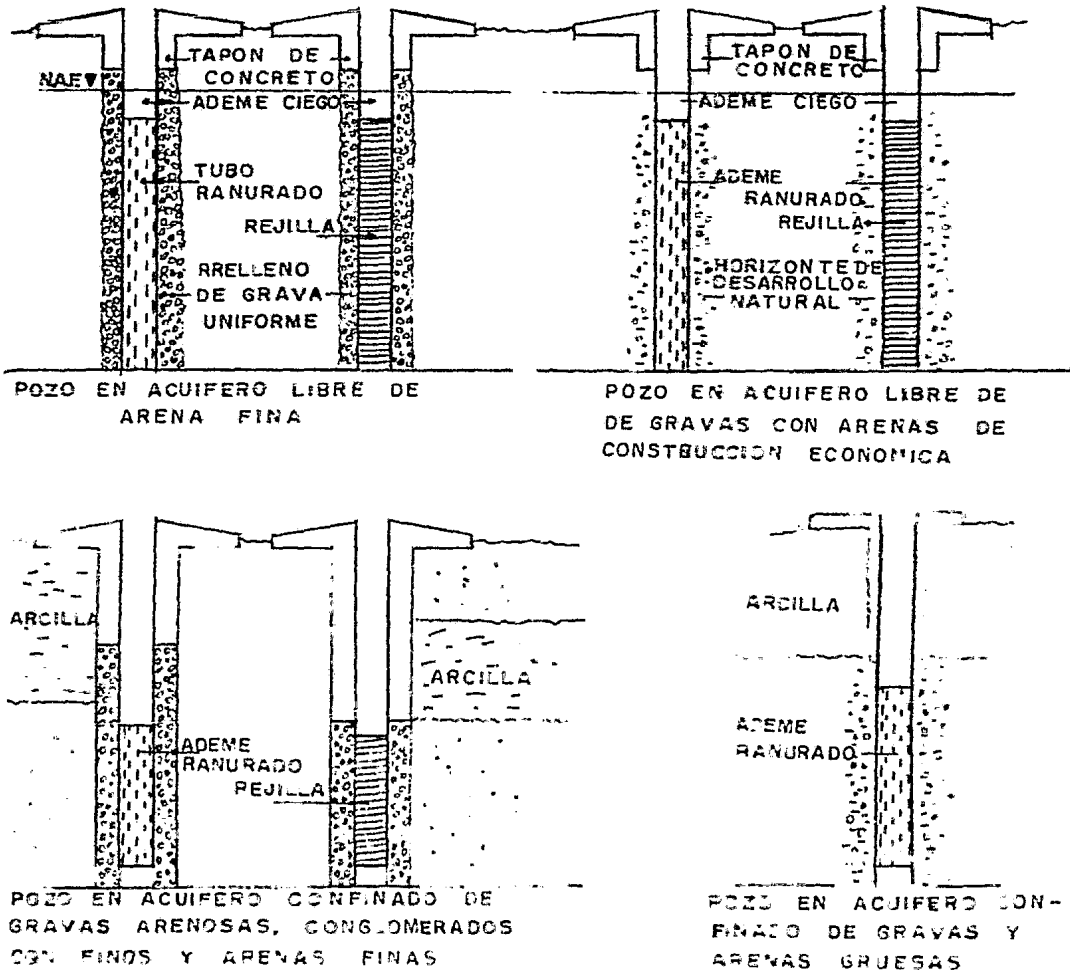 TAPON DE
CONCRETO
NAE
ADEME CIEGO
TUBO
RANURADO
REJILLA
RRELLENO
DE GRAVA
UNIFORME
POZO EN ACUIFERO LIBRE DE
ARENA FINA
TAPON DE
CONCRETO
ADEME CIEGO
ADEME
RANURADO
REJILLA
HORIZONTE DE
DESARROLLO
NATURAL
POZO EN ACUIFERO LIBRE DE
DE GRAVAS CON ARENAS DE
CONSTRUCCION ECONOMICA
ARCILLA
ARCILLA
ADEME
RANURADO
REJILLA
POZO EN ACUIFERO CONFINADO DE
GRAVAS ARENOSAS, CONGLOMERADOS
CON FINOS Y ARENAS FINAS
ARCILLA
ADEME
RANURADO
POZO EN ACUIFERO CON-
FINADO DE GRAVAS Y
ARENAS GRUESAS